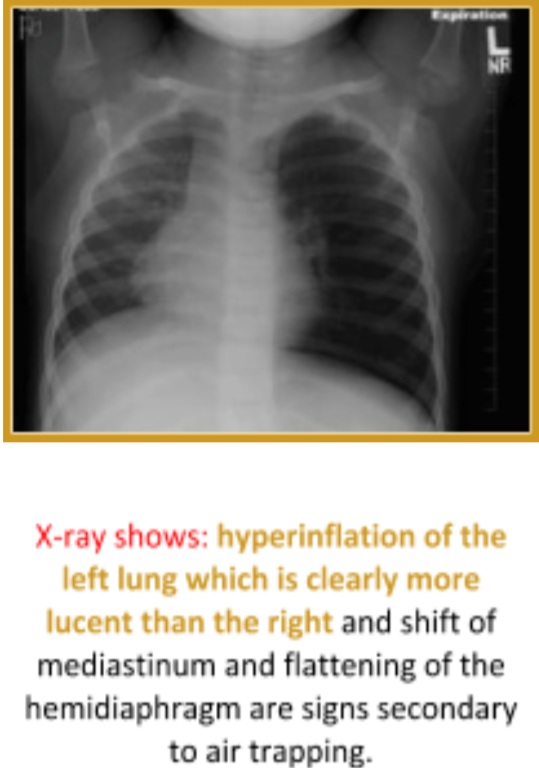 Expiration
L
NR
X-ray shows: hyperinflation of the
left lung which is clearly more
lucent than the right and shift of
mediastinum and flattening of the
hemidiaphragm are signs secondary
to air trapping.